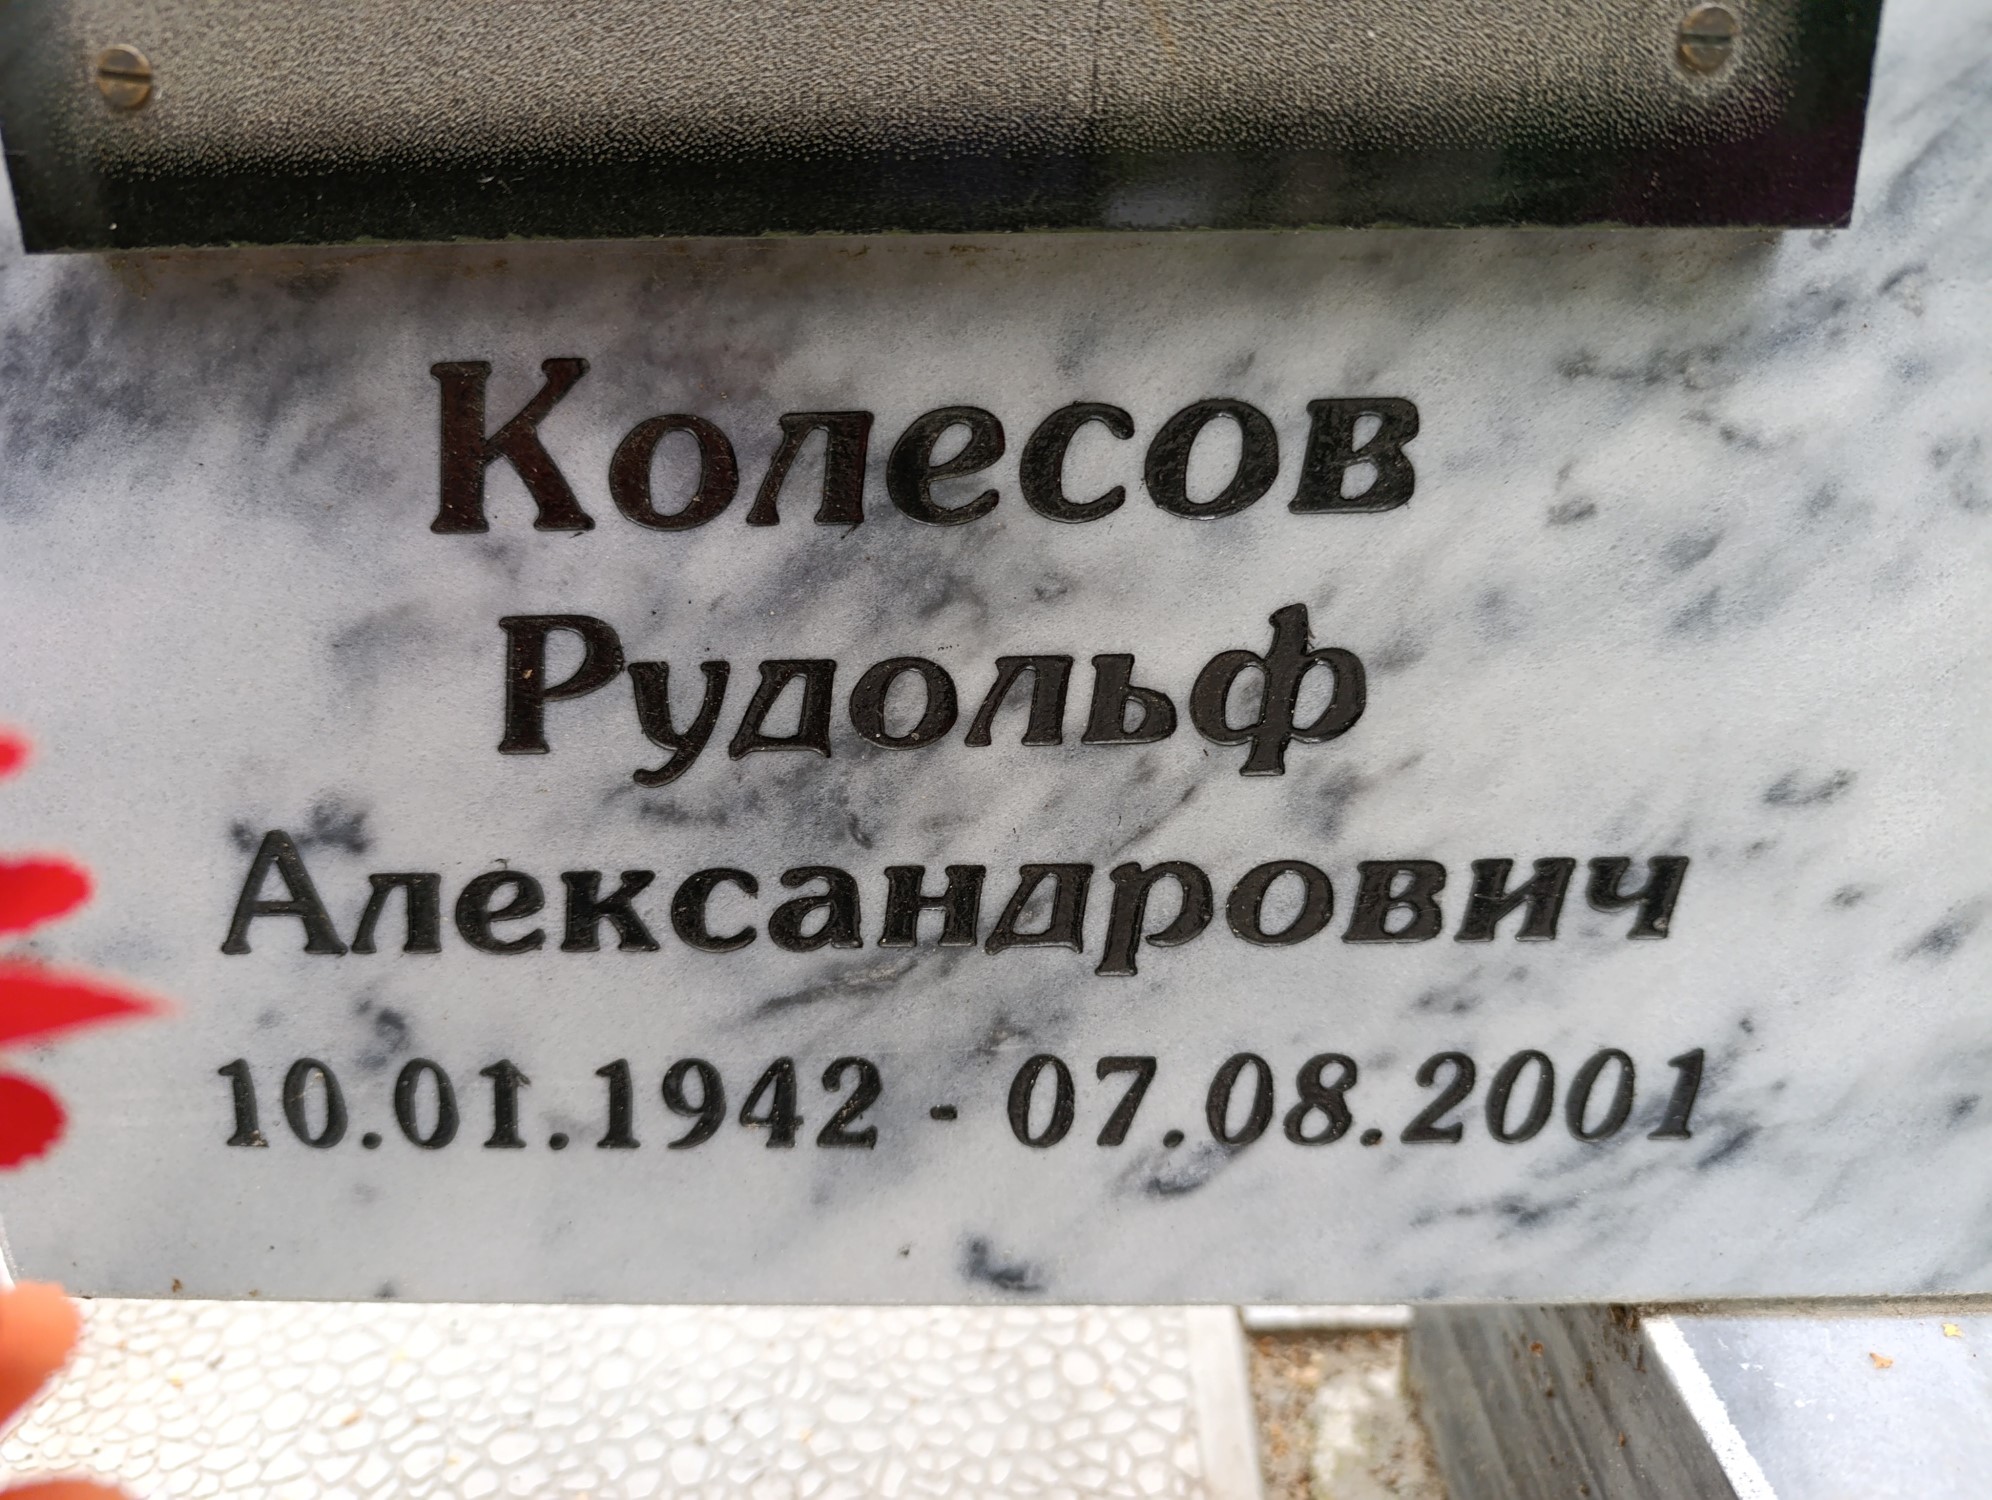 Колесов
Рудольф
Александрович
10.01.1942 - 07.08.2001